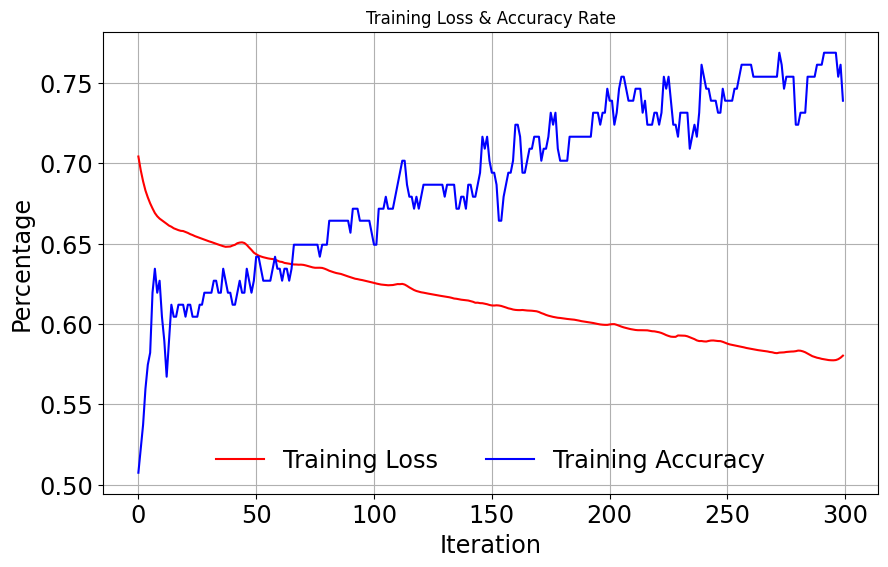 Training Loss & Accuracy Rate
Percentage
0.75
0.70
0.65
0.60
0.55
0.50
Training Loss Training Accuracy
0 50 100 150 200 250 300
Iteration